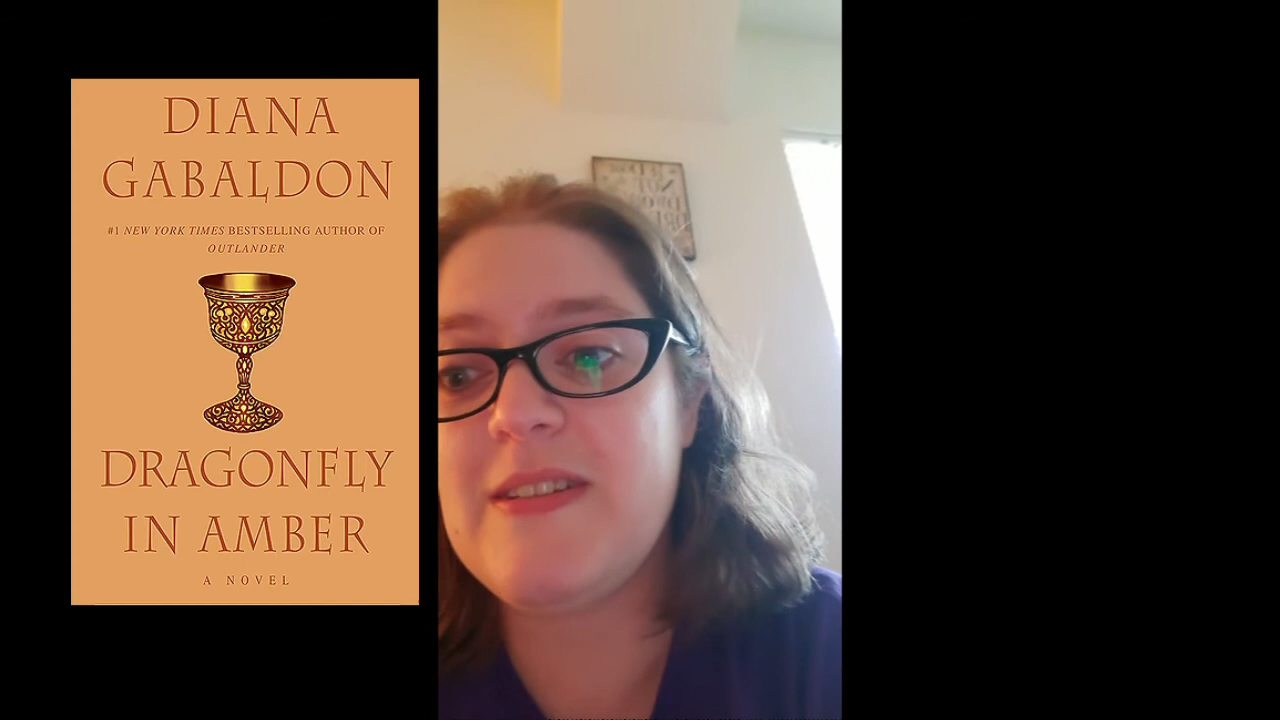 DIANA
GABALDON
#1 NEW YORK TIMES BESTSELLING AUTHOR OF
OUTLANDER
DRAGONFLY
IN AMBER
A NOVEL